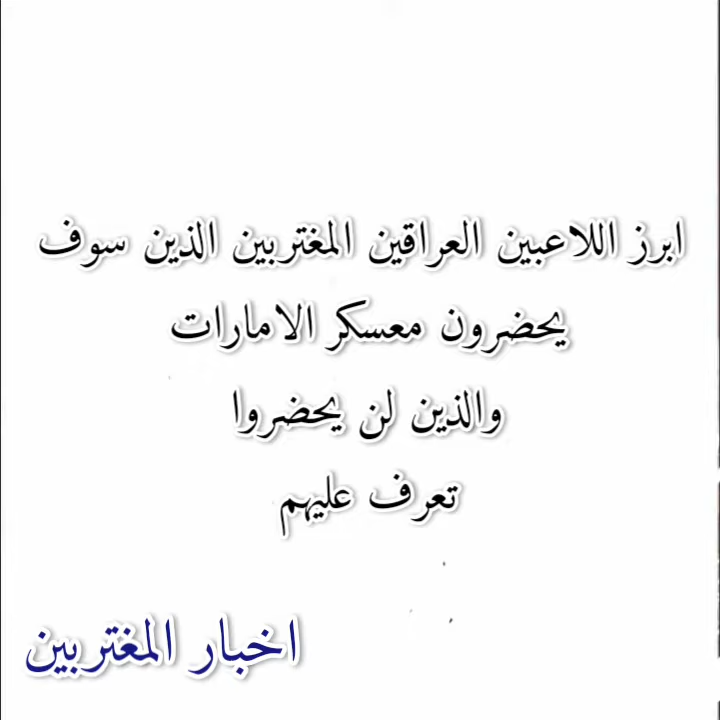 ابرز اللاعبين العراقين المغتربين الذين سوف
يحضرون معسكر الامارات
والذين لن يحضروا
تعرف عليهم
اخبار المغتربين